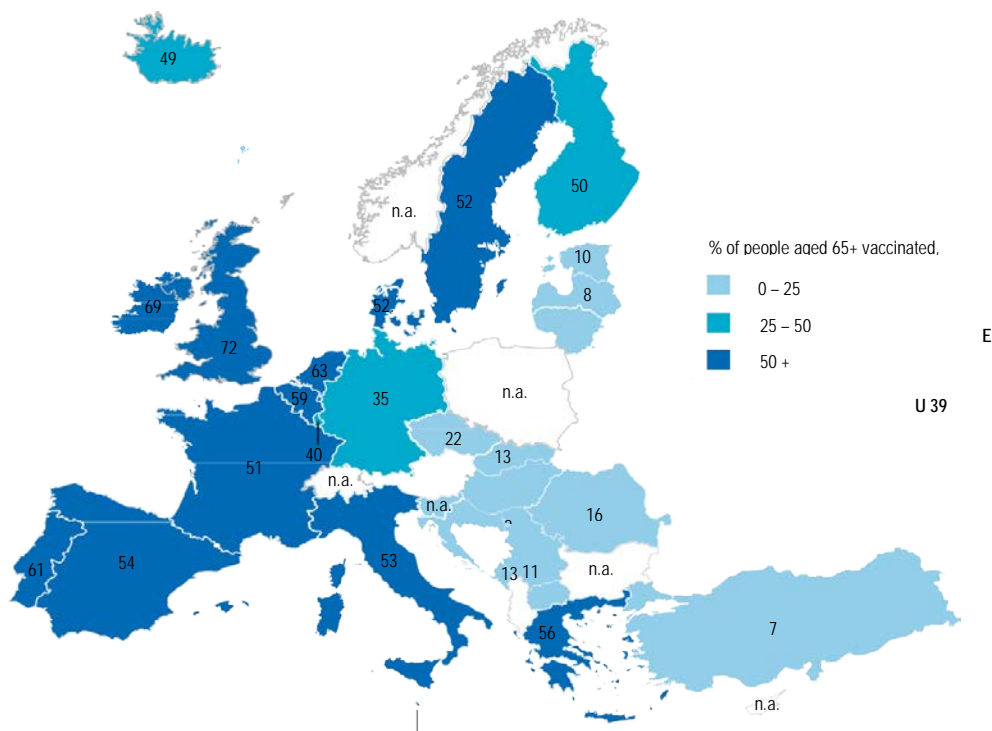 49
50
n.a.
52
% of people aged 65+ vaccinated,
10
0 – 25
8
69
52
25 – 50
E
72
50 +
63
59
35
n.a.
U 39
22
40
13
51
n.a.
n.a.
16
54
53
61
13
11
n.a.
56
7
n.a.